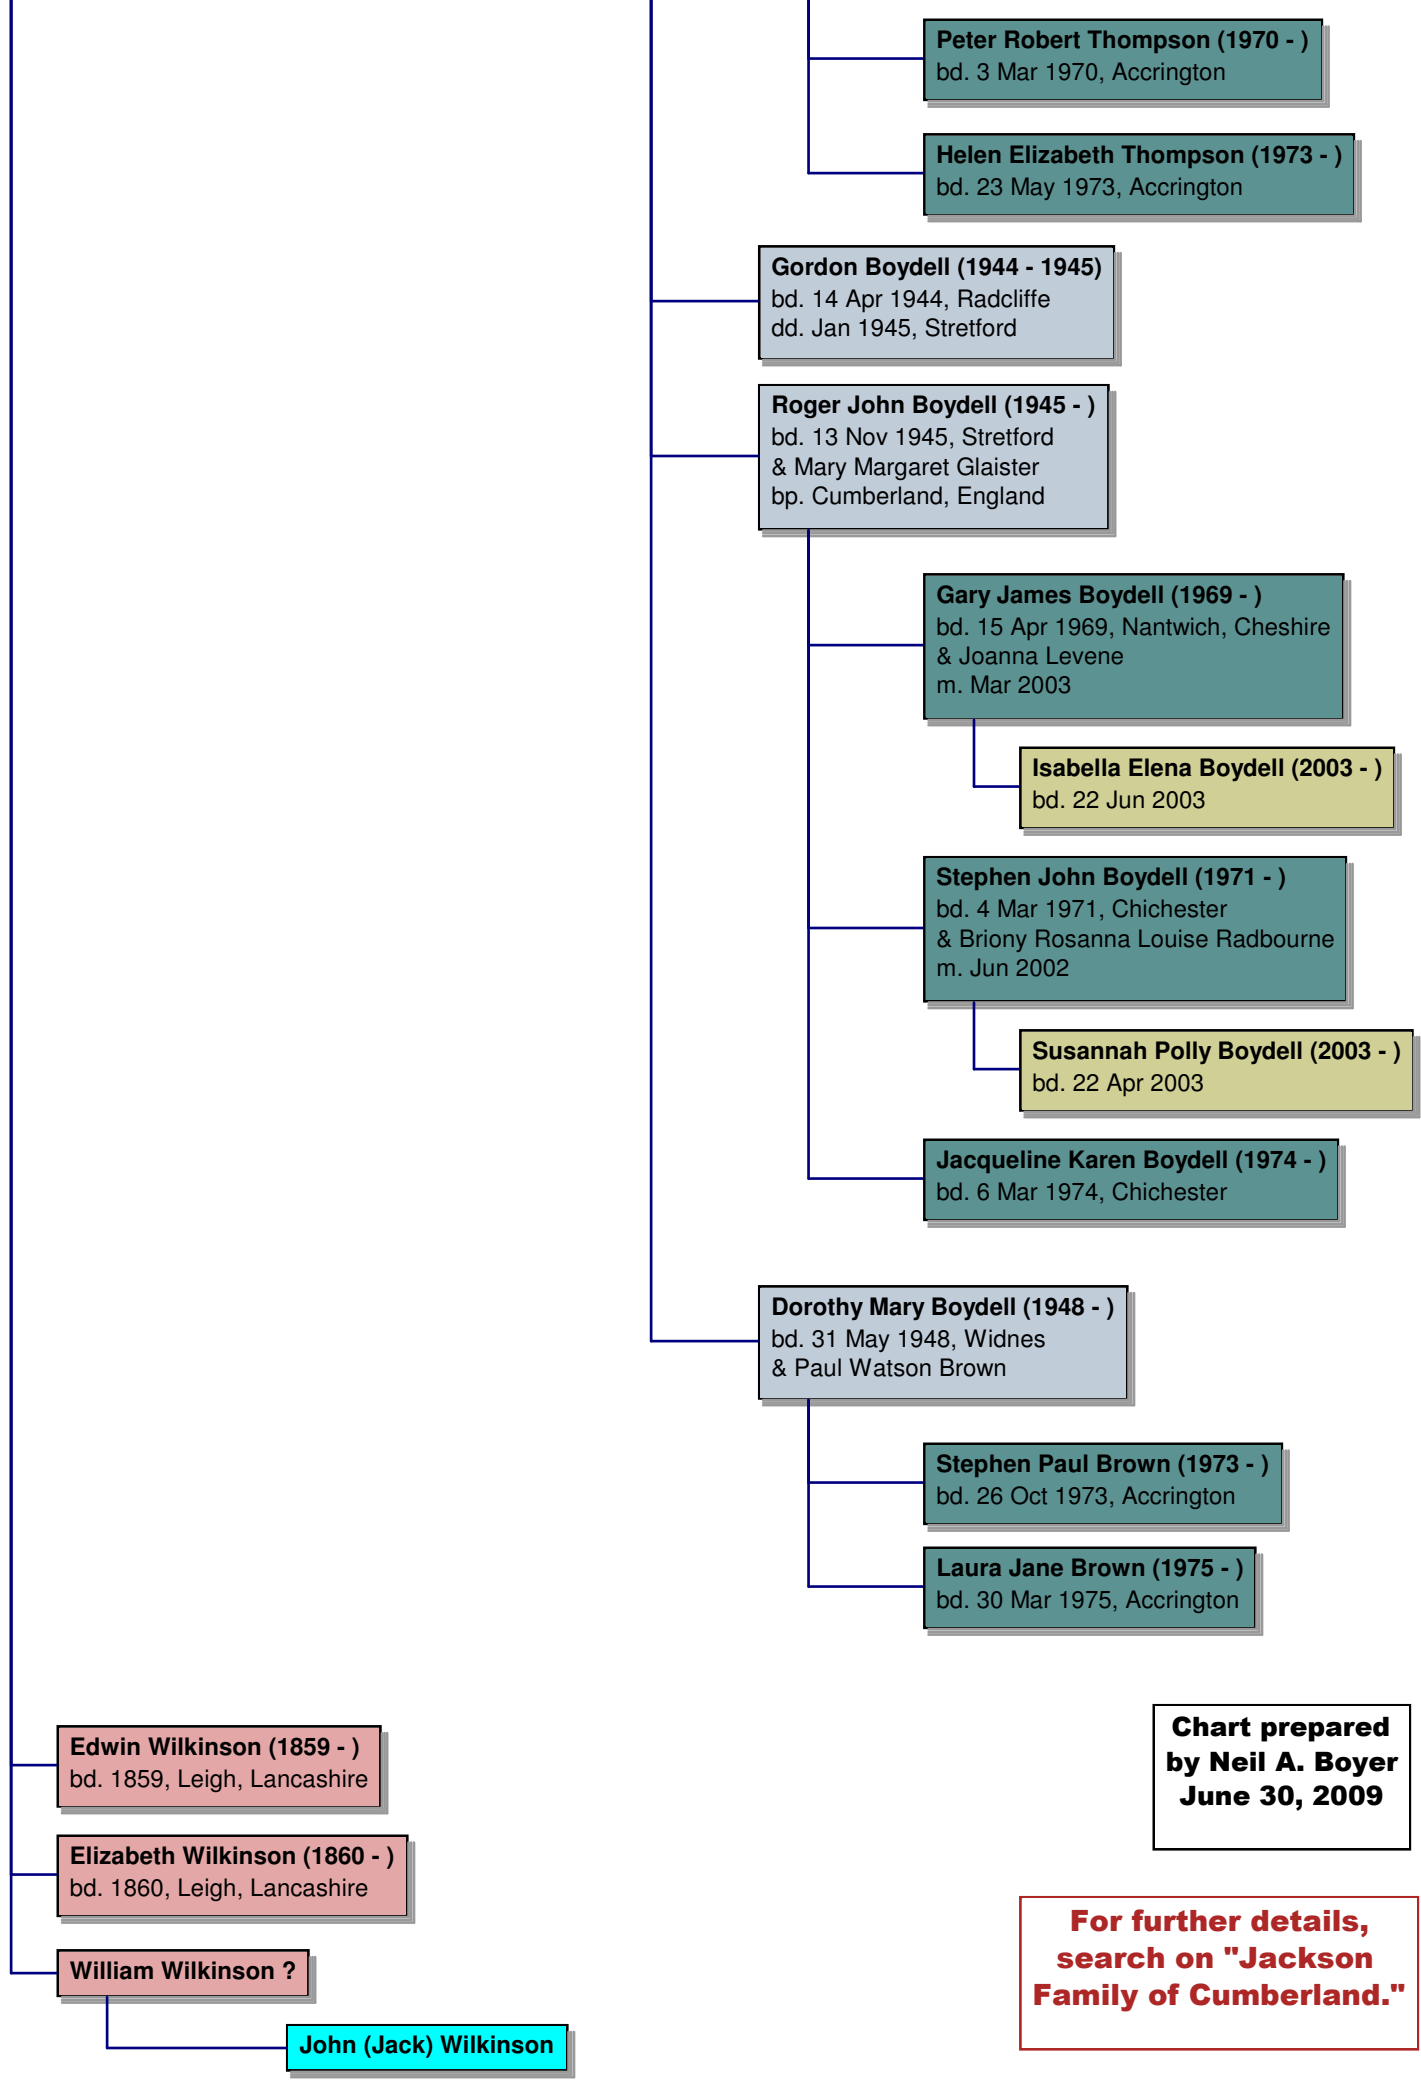 Peter Robert Thompson (1970 - )
bd. 3 Mar 1970, Accrington
Helen Elizabeth Thompson (1973 - )
bd. 23 May 1973, Accrington
Gordon Boydell (1944 - 1945)
bd. 14 Apr 1944, Radcliffe
dd. Jan 1945, Stretford
Roger John Boydell (1945 - )
bd. 13 Nov 1945, Stretford
& Mary Margaret Glaister
bp. Cumberland, England
Gary James Boydell (1969 - )
bd. 15 Apr 1969, Nantwich, Cheshire
& Joanna Levene
m. Mar 2003
Isabella Elena Boydell (2003 - )
bd. 22 Jun 2003
Stephen John Boydell (1971 - )
bd. 4 Mar 1971, Chichester
& Briony Rosanna Louise Radbourne
m. Jun 2002
Susannah Polly Boydell (2003 - )
bd. 22 Apr 2003
Jacqueline Karen Boydell (1974 - )
bd. 6 Mar 1974, Chichester
Dorothy Mary Boydell (1948 - )
bd. 31 May 1948, Widnes
& Paul Watson Brown
Stephen Paul Brown (1973 - )
bd. 26 Oct 1973, Accrington
Laura Jane Brown (1975 - )
bd. 30 Mar 1975, Accrington
Edwin Wilkinson (1859 - )
bd. 1859, Leigh, Lancashire
Elizabeth Wilkinson (1860 - )
bd. 1860, Leigh, Lancashire
William Wilkinson ?
John (Jack) Wilkinson
Chart prepared
by Neil A. Boyer
June 30, 2009
For further details,
search on "Jackson
Family of Cumberland."